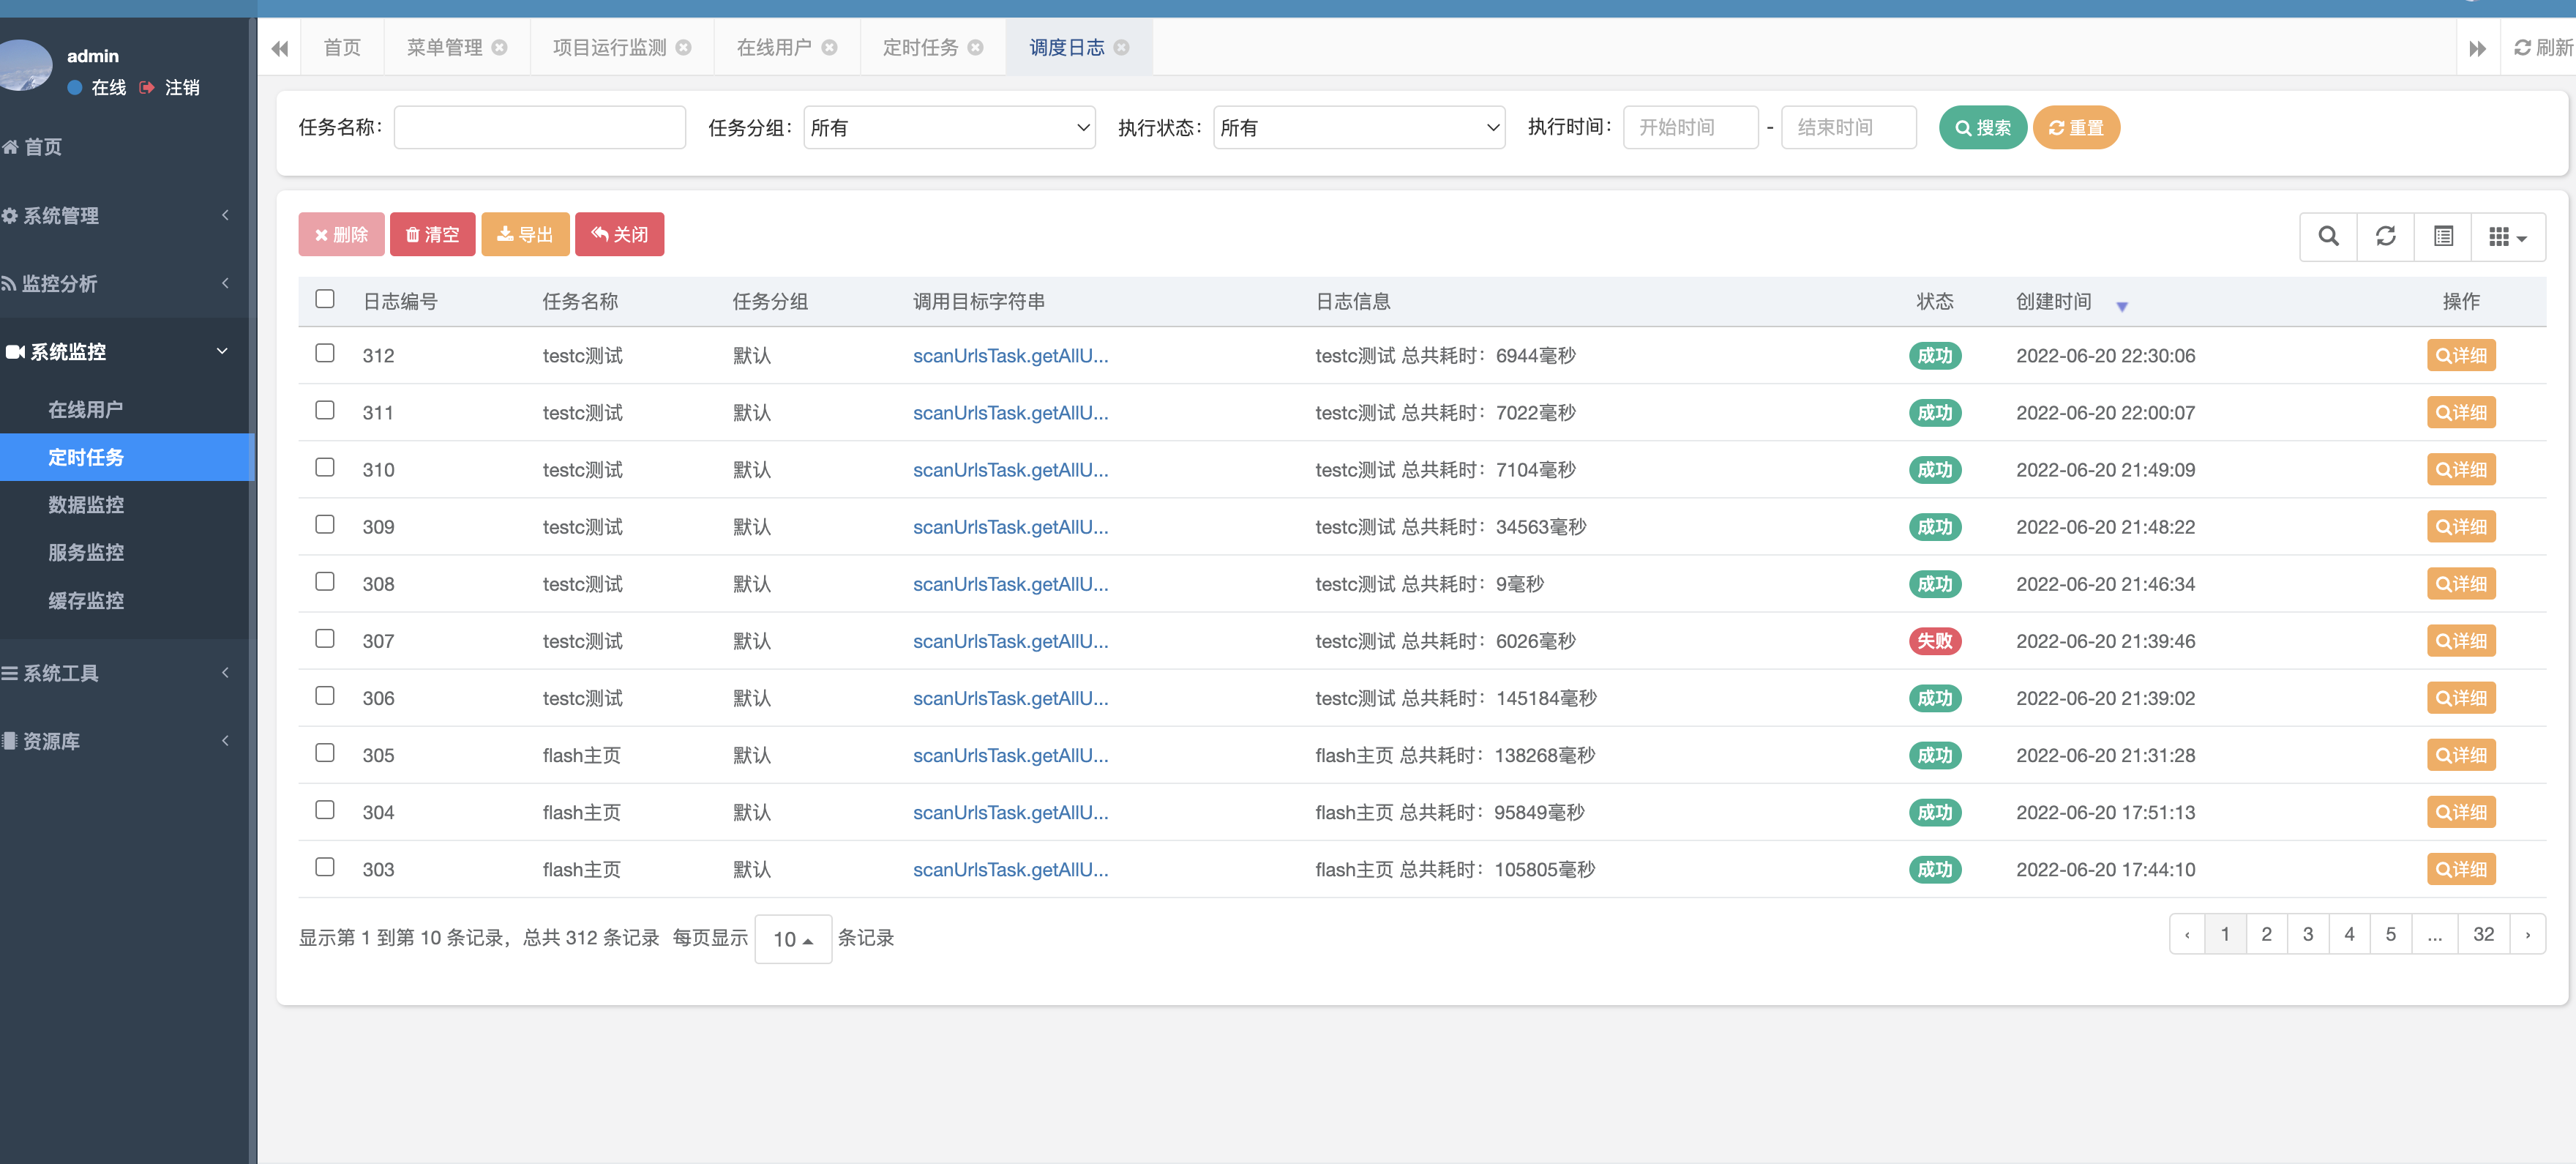 admin
在线 注销
首页
系统管理
监控分析
系统监控
在线用户
定时任务
数据监控
服务监控
缓存监控
系统工具
资源库
首页 菜单管理 项目运行监测 在线用户 定时任务 调度日志 刷新
任务名称： 任务分组： 所有 执行状态： 所有 执行时间： 开始时间 - 结束时间 搜索 重置
删除 清空 导出 关闭
日志编号 任务名称 任务分组 调用目标字符串 日志信息 状态 创建时间 操作
312 testc测试 默认 scanUrlsTask.getAllU... testc测试 总共耗时：6944毫秒 成功 2022-06-20 22:30:06 详细
311 testc测试 默认 scanUrlsTask.getAllU... testc测试 总共耗时：7022毫秒 成功 2022-06-20 22:00:07 详细
310 testc测试 默认 scanUrlsTask.getAllU... testc测试 总共耗时：7104毫秒 成功 2022-06-20 21:49:09 详细
309 testc测试 默认 scanUrlsTask.getAllU... testc测试 总共耗时：34563毫秒 成功 2022-06-20 21:48:22 详细
308 testc测试 默认 scanUrlsTask.getAllU... testc测试 总共耗时：9毫秒 成功 2022-06-20 21:46:34 详细
307 testc测试 默认 scanUrlsTask.getAllU... testc测试 总共耗时：6026毫秒 失败 2022-06-20 21:39:46 详细
306 testc测试 默认 scanUrlsTask.getAllU... testc测试 总共耗时：145184毫秒 成功 2022-06-20 21:39:02 详细
305 flash主页 默认 scanUrlsTask.getAllU... flash主页 总共耗时：138268毫秒 成功 2022-06-20 21:31:28 详细
304 flash主页 默认 scanUrlsTask.getAllU... flash主页 总共耗时：95849毫秒 成功 2022-06-20 17:51:13 详细
303 flash主页 默认 scanUrlsTask.getAllU... flash主页 总共耗时：105805毫秒 成功 2022-06-20 17:44:10 详细
显示第 1 到第 10 条记录，总共 312 条记录 每页显示 10 条记录 ‹ 1 2 3 4 5 ... 32 ›